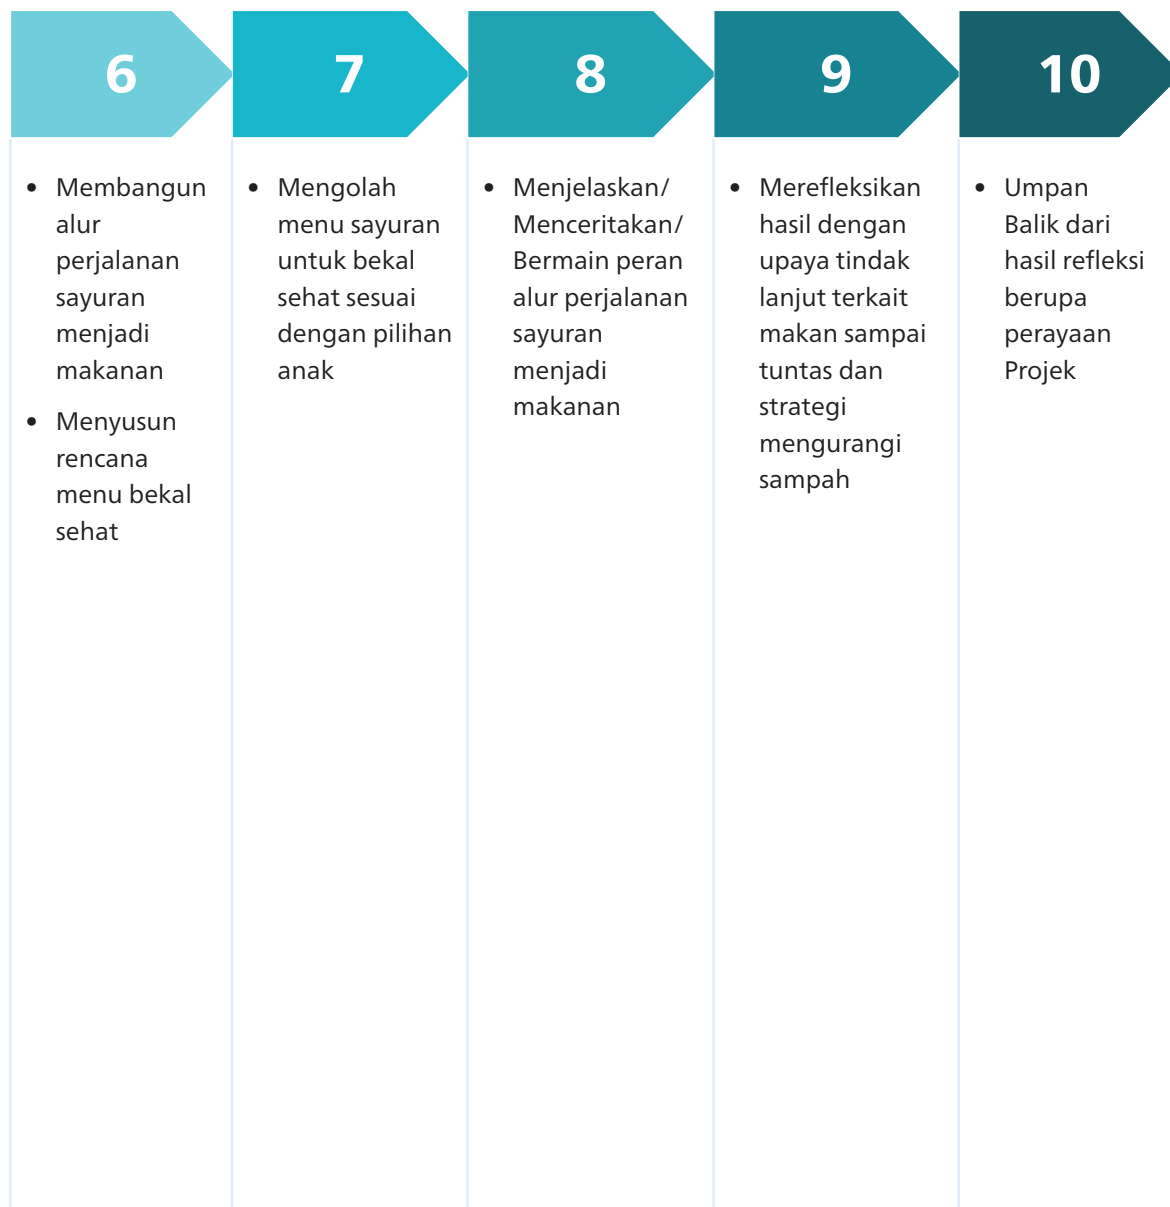 6
• Membangun
alur
perjalanan
sayuran
menjadi
makanan
• Menyusun
rencana
menu bekal
sehat
7
• Mengolah
menu sayuran
untuk bekal
sehat sesuai
dengan pilihan
anak
8
• Menjelaskan/
Menceritakan/
Bermain peran
alur perjalanan
sayuran
menjadi
makanan
9
• Merefleksikan
hasil dengan
upaya tindak
lanjut terkait
makan sampai
tuntas dan
strategi
mengurangi
sampah
10
• Umpan
Balik dari
hasil refleksi
berupa
perayaan
Projek